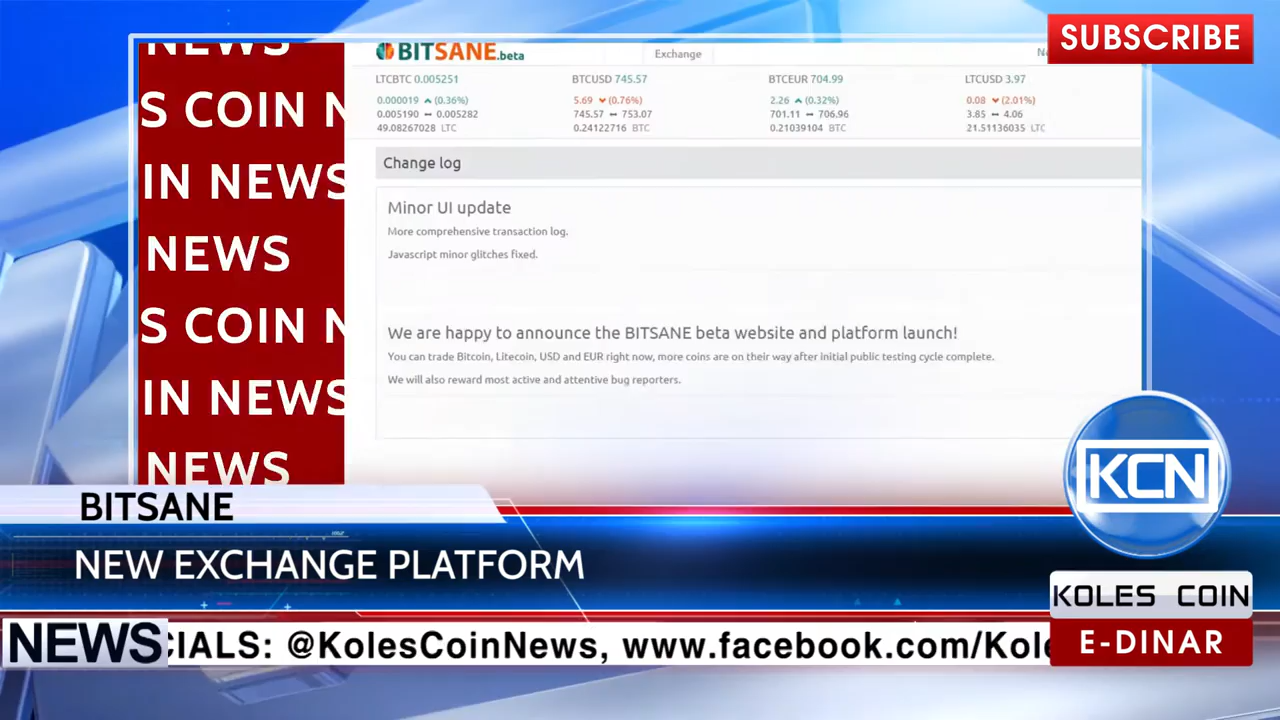 SUBSCRIBE
NEWS
S COIN N
IN NEWS
NEWS
S COIN N
IN NEWS
NEWS
BITSANE.beta
Exchange
LTCBTC 0.005251
0.000019 (0.36%)
0.005190 ↔ 0.005282
49.08267028 LTC
BTCUSD 745.57
5.69 (0.76%)
745.57 ↔ 753.07
0.24122716 BTC
BTCEUR 704.99
2.26 (0.32%)
701.11 ↔ 706.96
0.21039104 BTC
LTCUSD 3.97
0.08 (2.01%)
3.85 ↔ 4.06
21.51136035 LTC
Change log
Minor UI update
More comprehensive transaction log.
Javascript minor glitches fixed.
We are happy to announce the BITSANE beta website and platform launch!
You can trade Bitcoin, Litecoin, USD and EUR right now, more coins are on their way after initial public testing cycle complete.
We will also reward most active and attentive bug reporters.
KCN
BITSANE
NEW EXCHANGE PLATFORM
KOLES COIN
E-DINAR
NEWS
CIALS: @KolesCoinNews, www.facebook.com/Kole